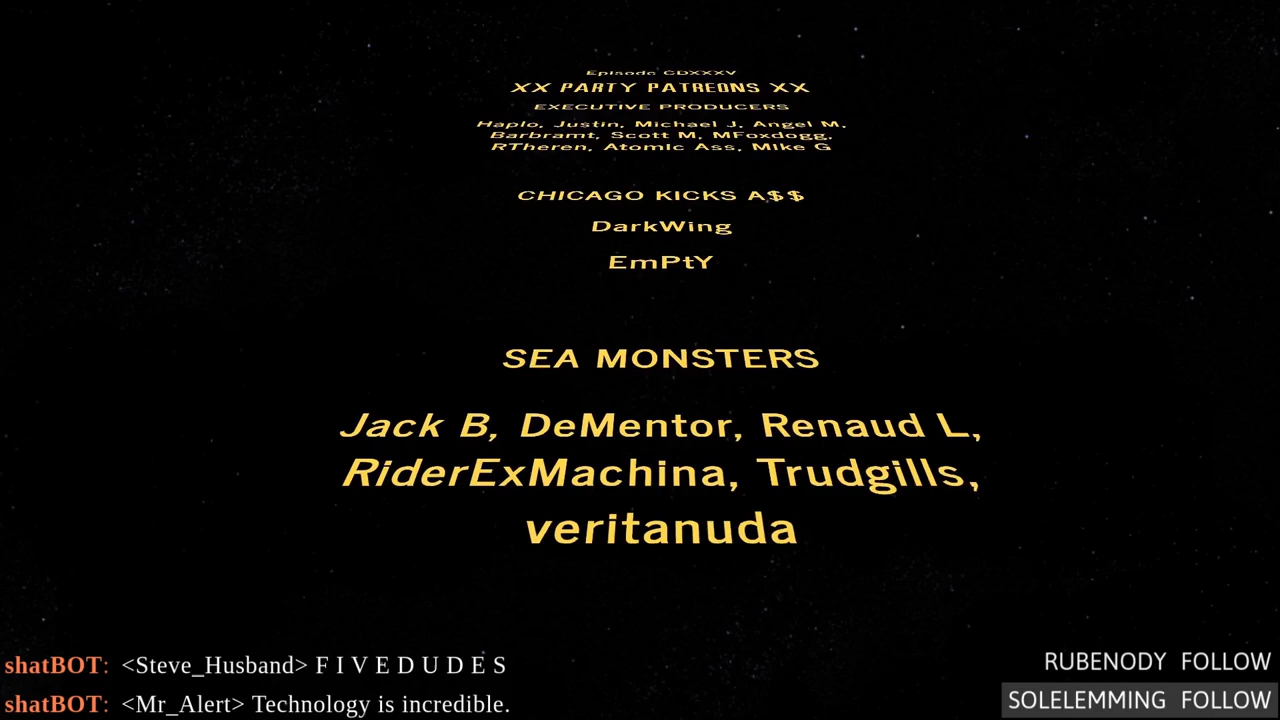 Episode CDXXXV
XX PARTY PATREONS XX
EXECUTIVE PRODUCERS
Haplo, Justin, Michael J, Angel M,
Barbramt, Scott M, MFoxdogg,
RTheren, Atomic Ass, Mike G
CHICAGO KICKS A$$
DarkWing
EmPtY
SEA MONSTERS
Jack B, DeMentor, Renaud L,
RiderExMachina, Trudgills,
veritanuda
shatBOT: <Steve_Husband> F I V E D U D E S
shatBOT: <Mr_Alert> Technology is incredible.
RUBENODY FOLLOW
SOLELEMMING FOLLOW